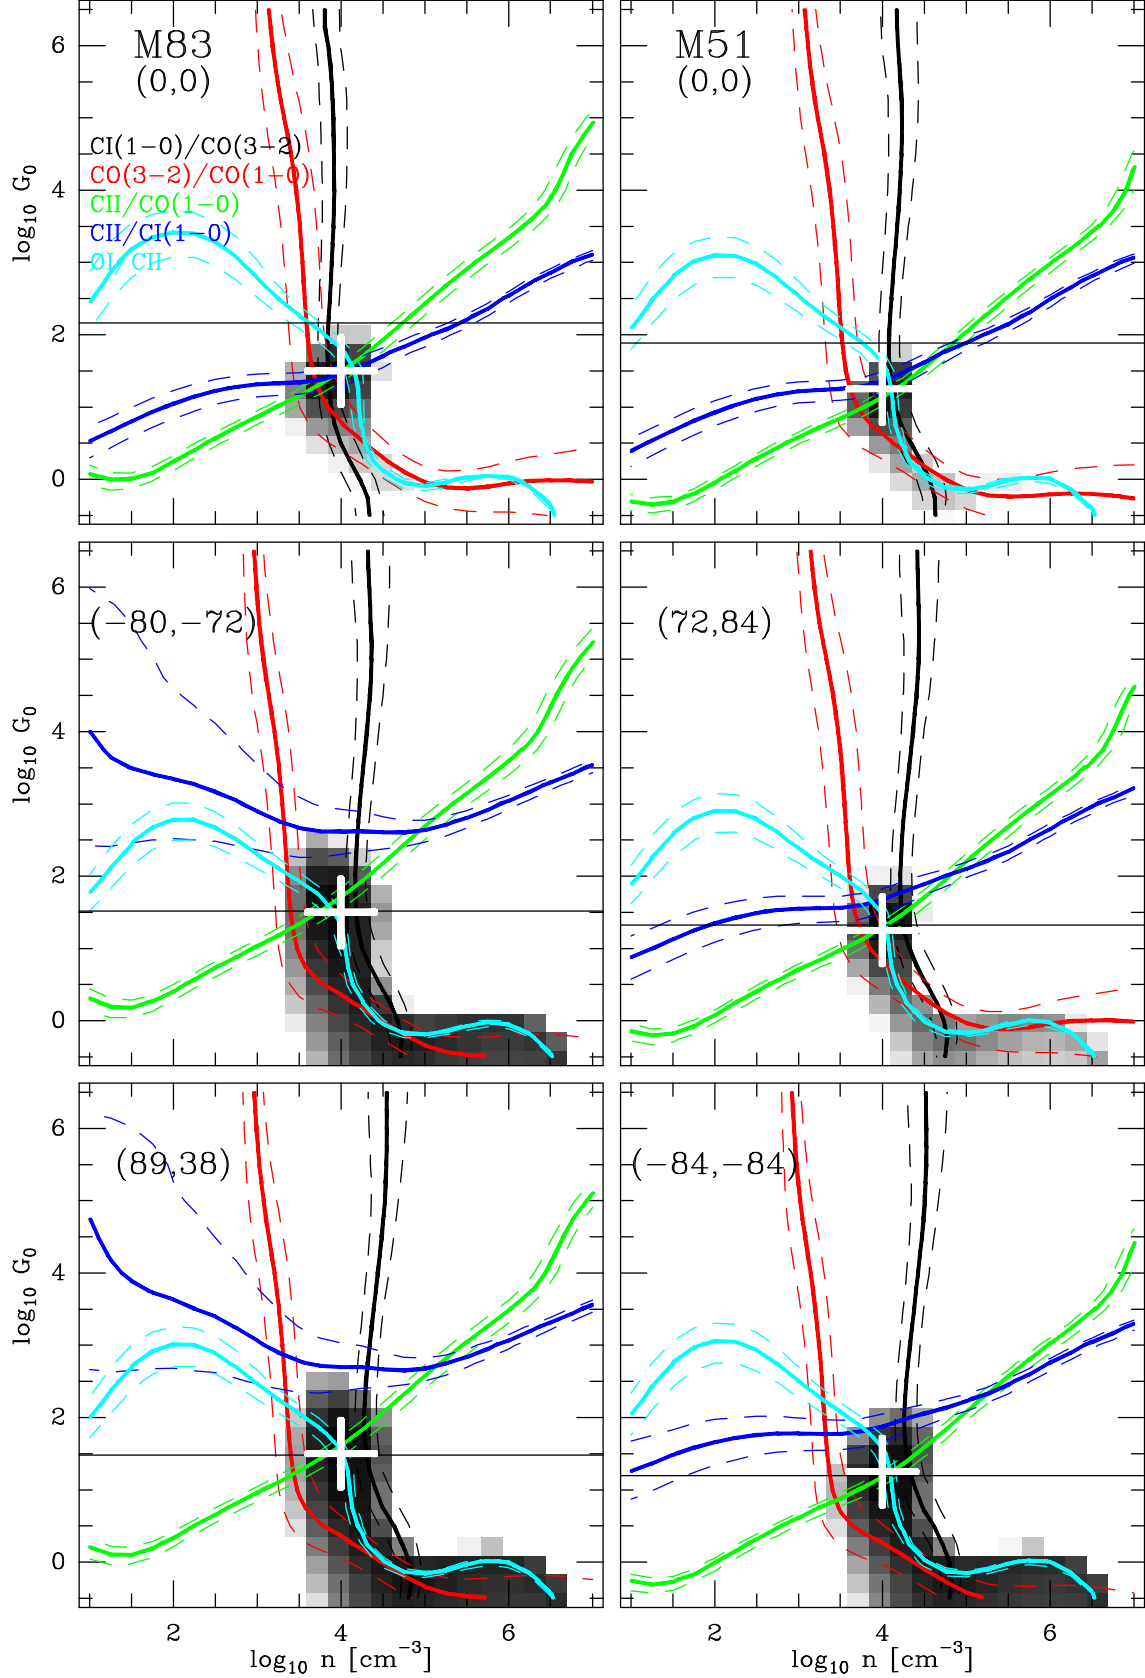 M83
(0,0)
M51
(0,0)
CI(1−0)/CO(3−2)
CO(3−2)/CO(1−0)
CII/CO(1−0)
CII/CI(1−0)
6
4
2
0
log₁₀ G₀
(−80,−72)
(72,84)
6
4
2
0
log₁₀ G₀
(89,38)
(−84,−84)
6
4
2
0
log₁₀ G₀
2 4 6
2 4 6
log₁₀ n [cm⁻³]
log₁₀ n [cm⁻³]